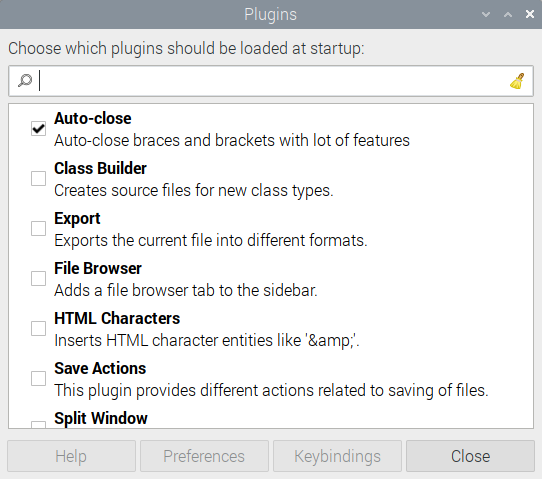 Plugins
Choose which plugins should be loaded at startup:
Auto-close
Auto-close braces and brackets with lot of features
Class Builder
Creates source files for new class types.
Export
Exports the current file into different formats.
File Browser
Adds a file browser tab to the sidebar.
HTML Characters
Inserts HTML character entities like '&amp;'.
Save Actions
This plugin provides different actions related to saving of files.
Split Window
Help Preferences Keybindings Close